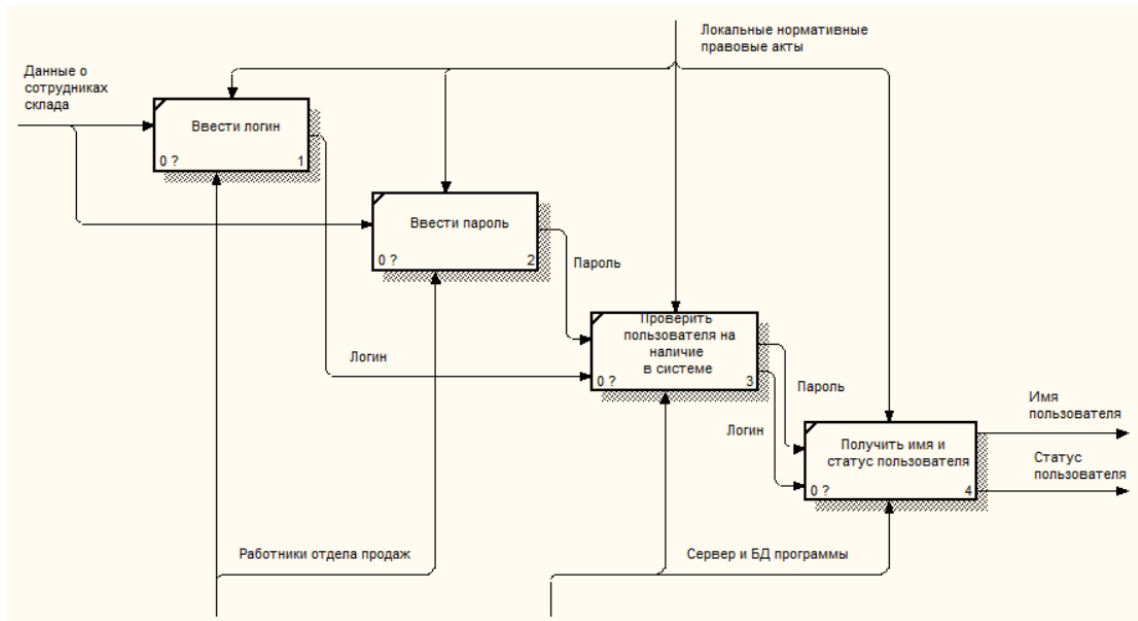 Локальные нормативные
правовые акты
Данные о
сотрудниках
склада
Ввести логин
0 ?
1
Ввести пароль
0 ?
2
Пароль
Проверить
пользователя на
наличие
в системе
0 ?
3
Логин
Пароль
Логин
Имя
пользователя
Получить имя и
статус пользователя
0 ?
4
Статус
пользователя
Работники отдела продаж
Сервер и БД программы